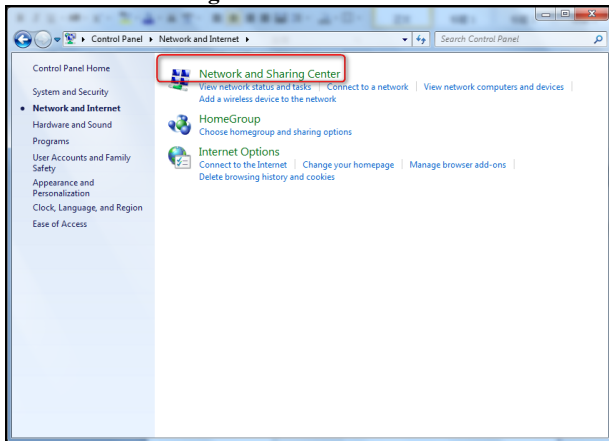 Control Panel ▸ Network and Internet ▸
Search Control Panel
Control Panel Home
System and Security
Network and Internet
Hardware and Sound
Programs
User Accounts and Family
Safety
Appearance and
Personalization
Clock, Language, and Region
Ease of Access
Network and Sharing Center
View network status and tasks | Connect to a network | View network computers and devices
Add a wireless device to the network
HomeGroup
Choose homegroup and sharing options
Internet Options
Connect to the Internet | Change your homepage | Manage browser add-ons
Delete browsing history and cookies